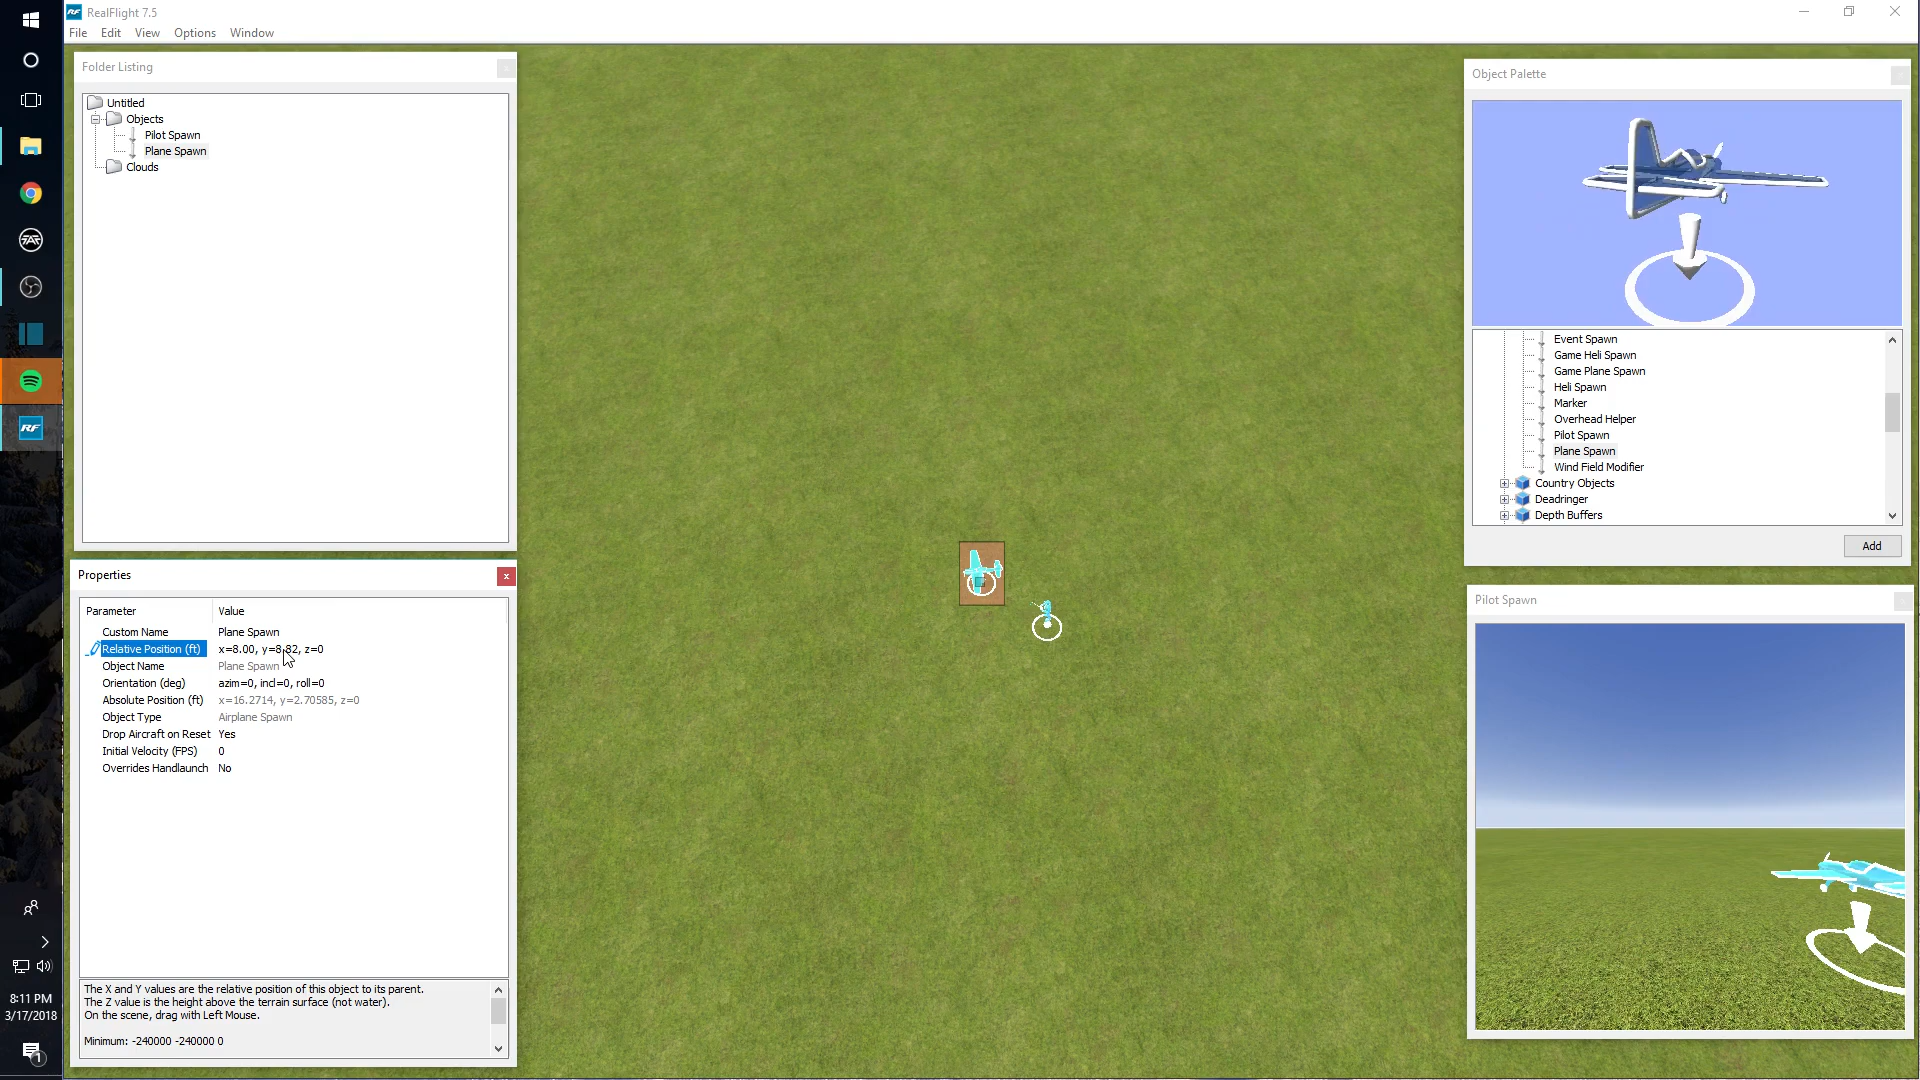 RF RealFlight 7.5
File Edit View Options Window
Folder Listing
Untitled
Objects
Pilot Spawn
Plane Spawn
Clouds
Properties
Parameter Value
Custom Name Plane Spawn
Relative Position (ft) x=8.00, y=8.82, z=0
Object Name Plane Spawn
Orientation (deg) azim=0, incl=0, roll=0
Absolute Position (ft) x=16.2714, y=2.70585, z=0
Object Type Airplane Spawn
Drop Aircraft on Reset Yes
Initial Velocity (FPS) 0
Overrides Handlaunch No
The X and Y values are the relative position of this object to its parent.
The Z value is the height above the terrain surface (not water).
On the scene, drag with Left Mouse.
Minimum: -240000 -240000 0
Object Palette
Event Spawn
Game Heli Spawn
Game Plane Spawn
Heli Spawn
Marker
Overhead Helper
Pilot Spawn
Plane Spawn
Wind Field Modifier
Country Objects
Deadringer
Depth Buffers
Add
Pilot Spawn
RF
8:11 PM
3/17/2018
1